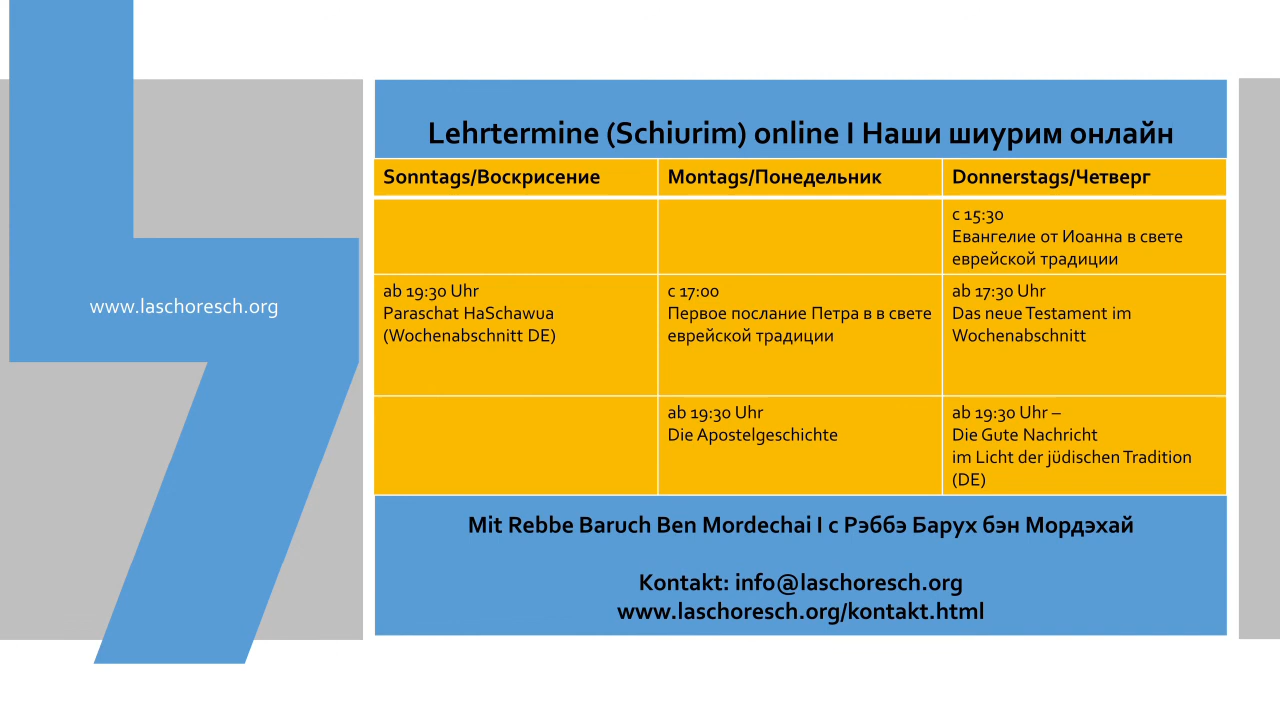 www.laschoresch.org
Lehrtermine (Schiurim) online I Наши шиурим онлайн
Sonntags/Воскрисение
Montags/Понедельник
Donnerstags/Четверг
с 15:30
Евангелие от Иоанна в свете
еврейской традиции
ab 19:30 Uhr
Paraschat HaSchawua
(Wochenabschnitt DE)
с 17:00
Первое послание Петра в в свете
еврейской традиции
ab 17:30 Uhr
Das neue Testament im
Wochenabschnitt
ab 19:30 Uhr
Die Apostelgeschichte
ab 19:30 Uhr –
Die Gute Nachricht
im Licht der jüdischen Tradition
(DE)
Mit Rebbe Baruch Ben Mordechai I с Рэббэ Барух бэн Мордэхай
Kontakt: info@laschoresch.org
www.laschoresch.org/kontakt.html